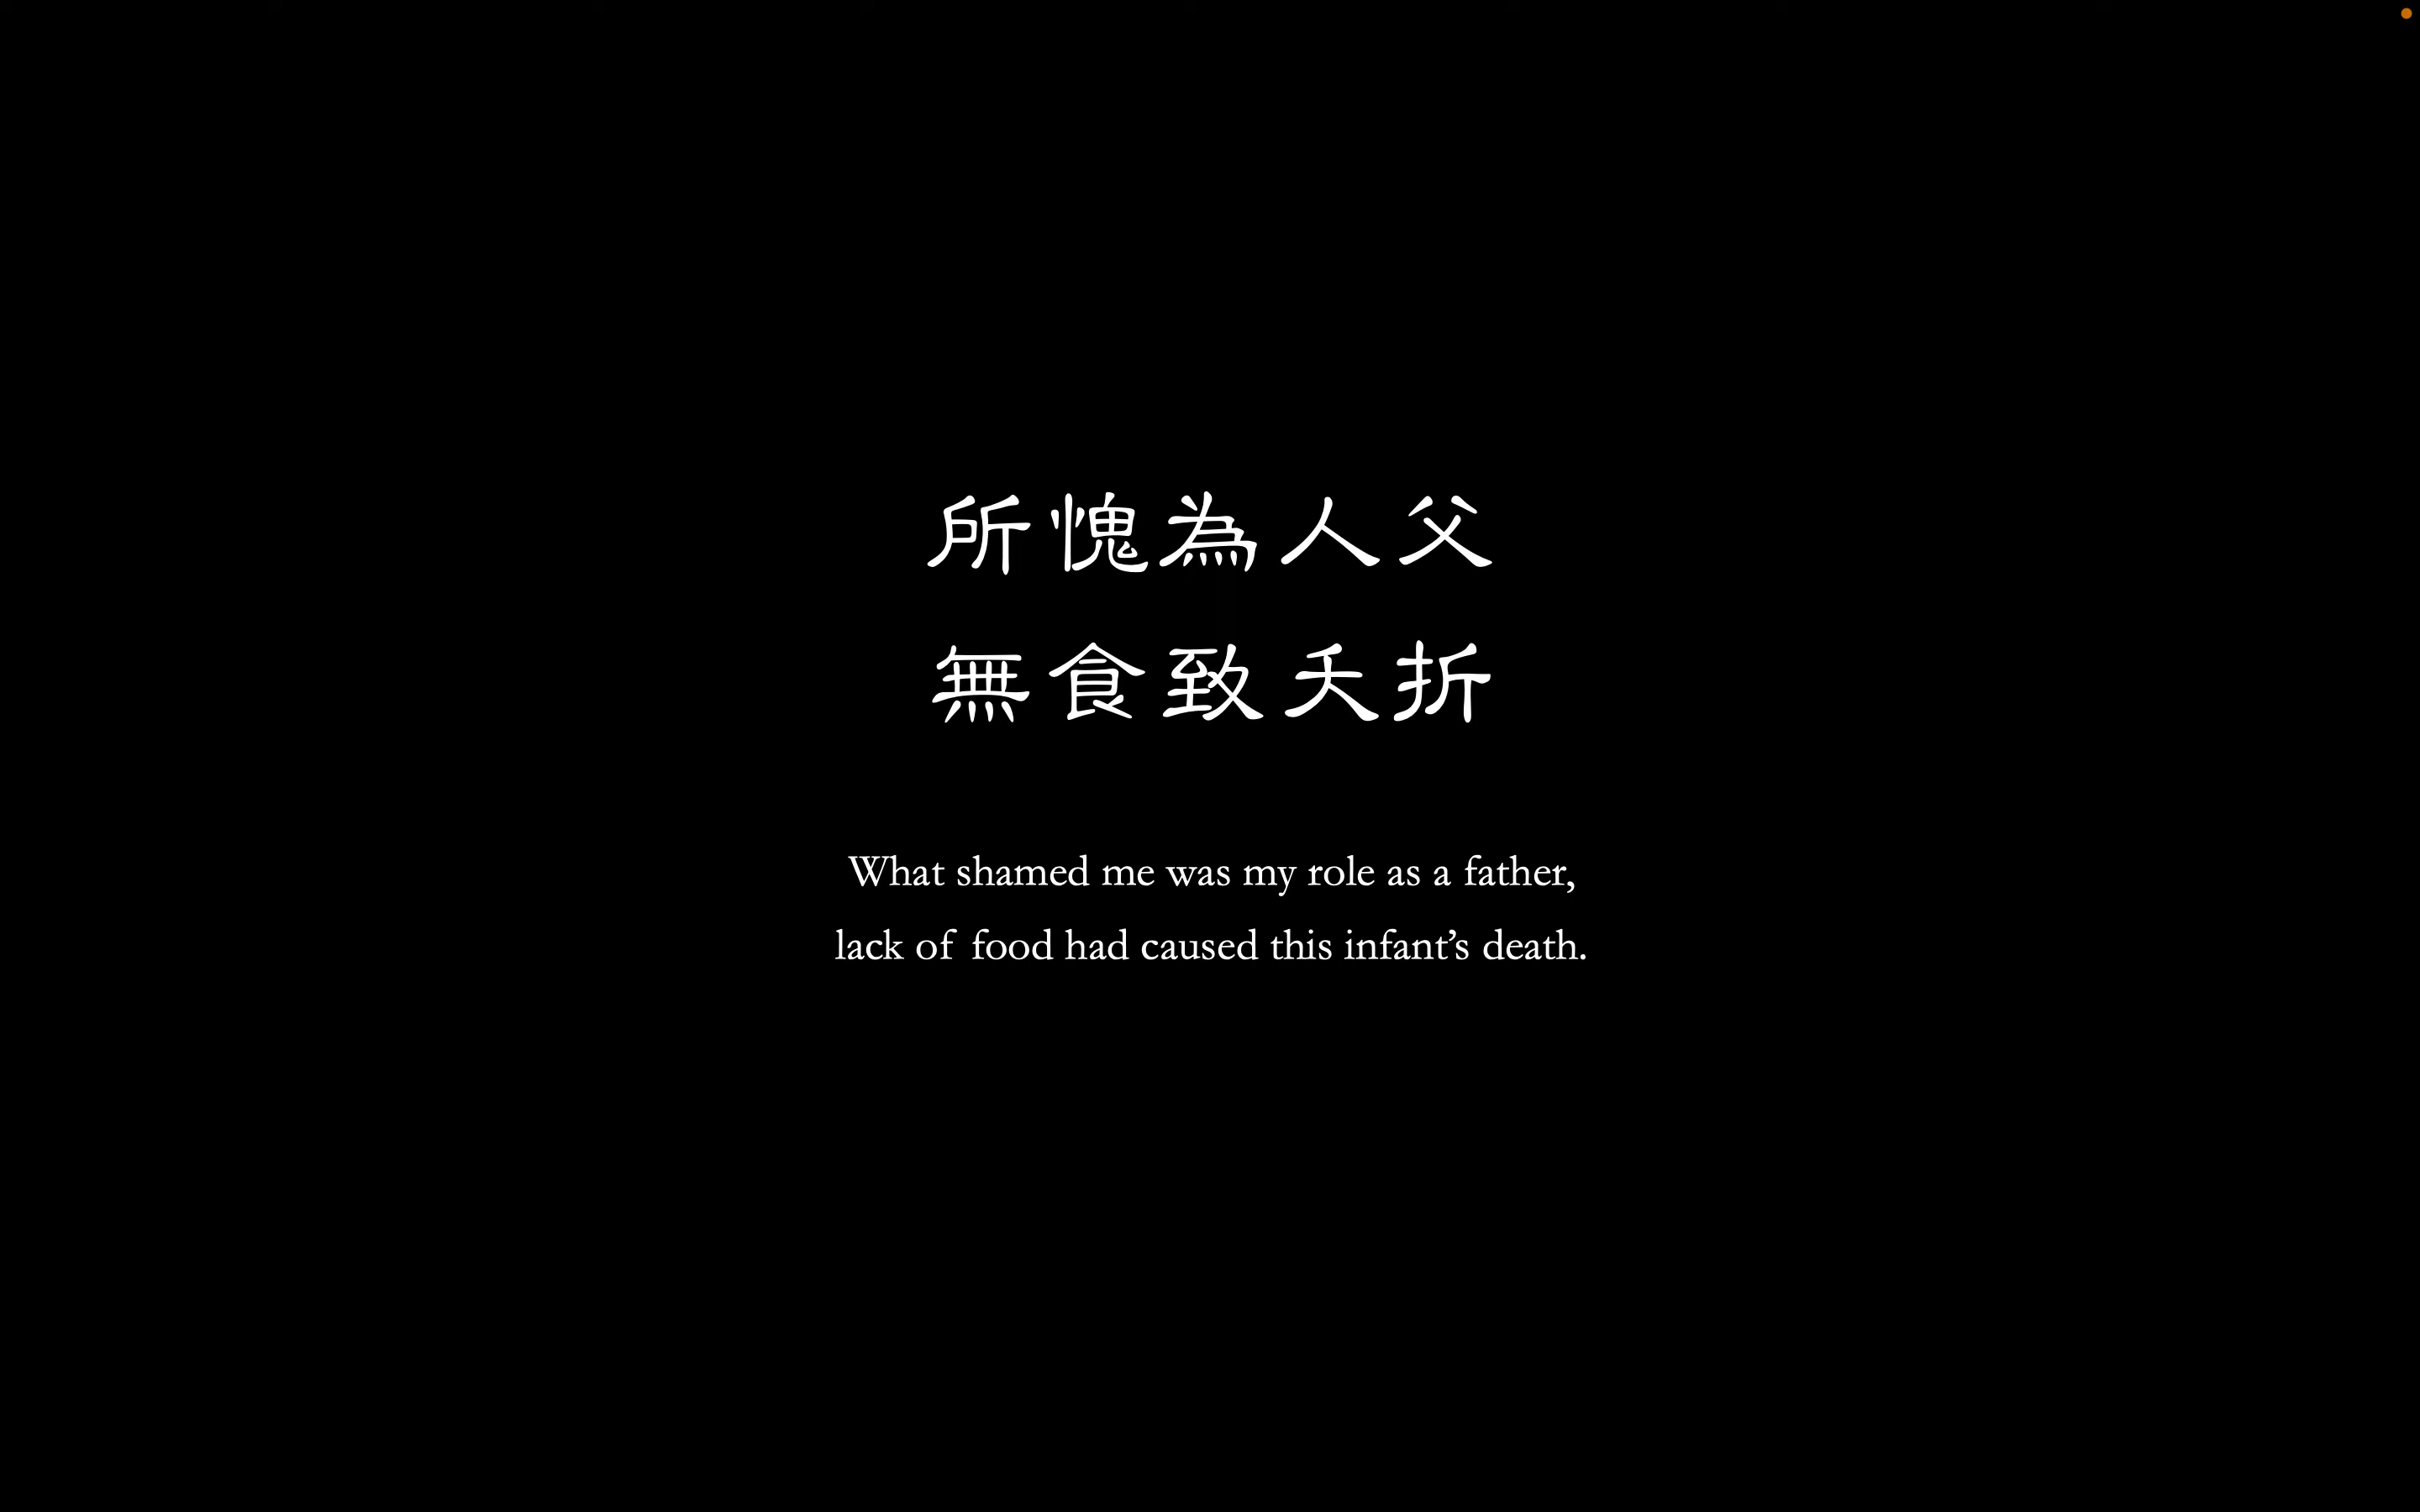 所愧為人父
無食致夭折
What shamed me was my role as a father,
lack of food had caused this infant’s death.